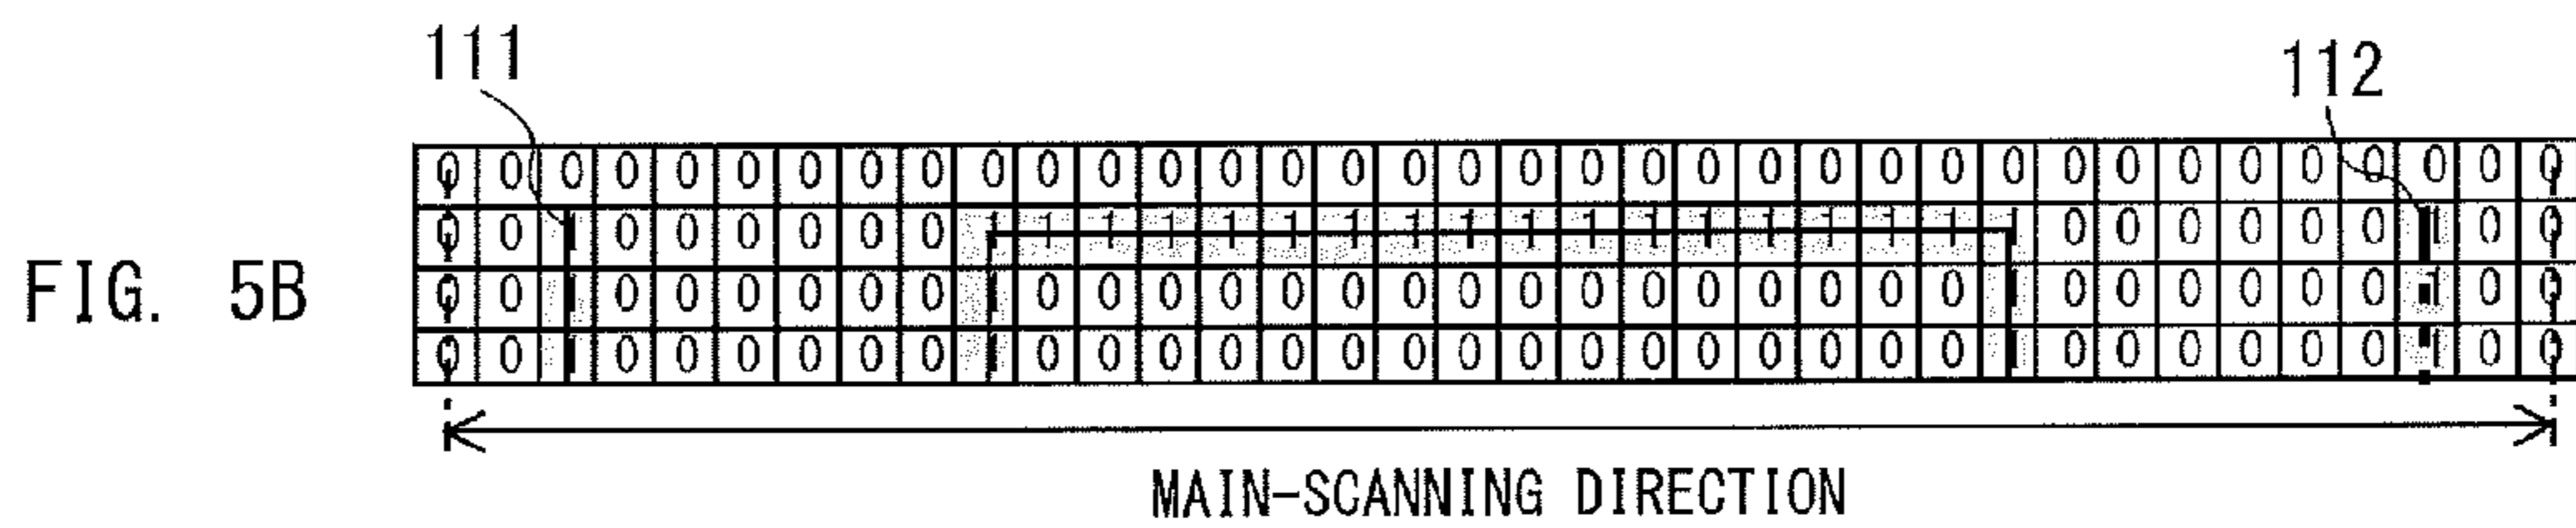 111
112
0 0 0 0 0 0 0 0 0 0 0 0 0 0 0 0 0 0 0 0 0 0 0 0 0 0 0 0 0 0 0 0 0 0 0 0
0 0 1 0 0 0 0 0 0 1 1 1 1 1 1 1 1 1 1 1 1 1 1 1 1 1 1 0 0 0 0 0 0 1 0 0
0 0 1 0 0 0 0 0 0 1 0 0 0 0 0 0 0 0 0 0 0 0 0 0 0 0 1 0 0 0 0 0 0 1 0 0
0 0 1 0 0 0 0 0 0 1 0 0 0 0 0 0 0 0 0 0 0 0 0 0 0 0 1 0 0 0 0 0 0 1 0 0
FIG. 5B
MAIN-SCANNING DIRECTION